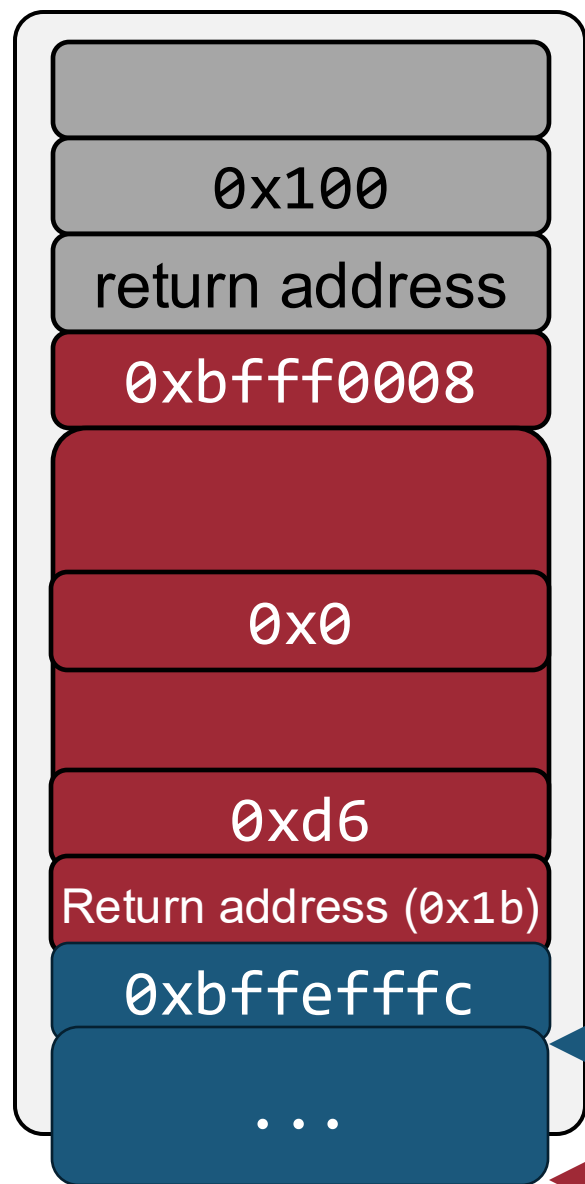 0x100
return address
0xbfff0008
0x0
0xd6
Return address (0x1b)
0xbffefffc
...